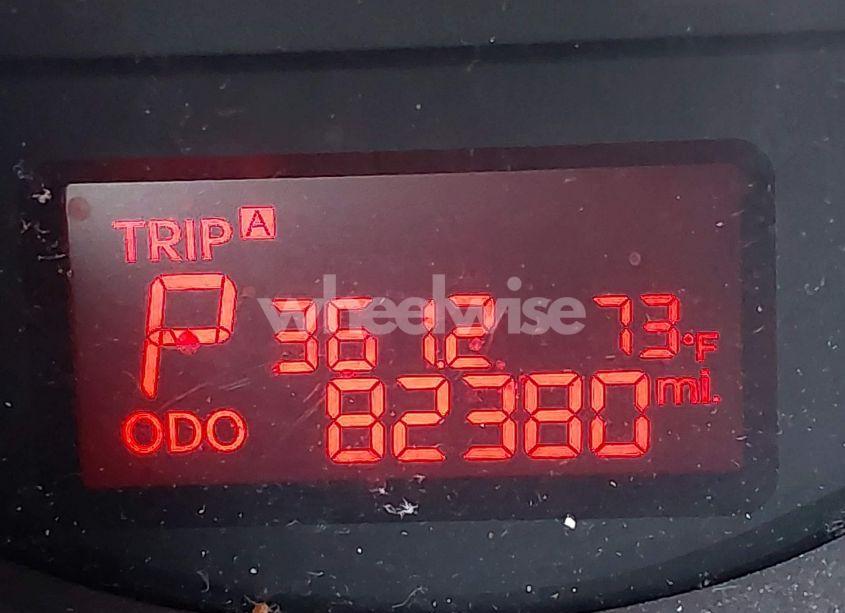 TRIP A
P 361.2 73°F
ODO 82380 mi.
wheelwise